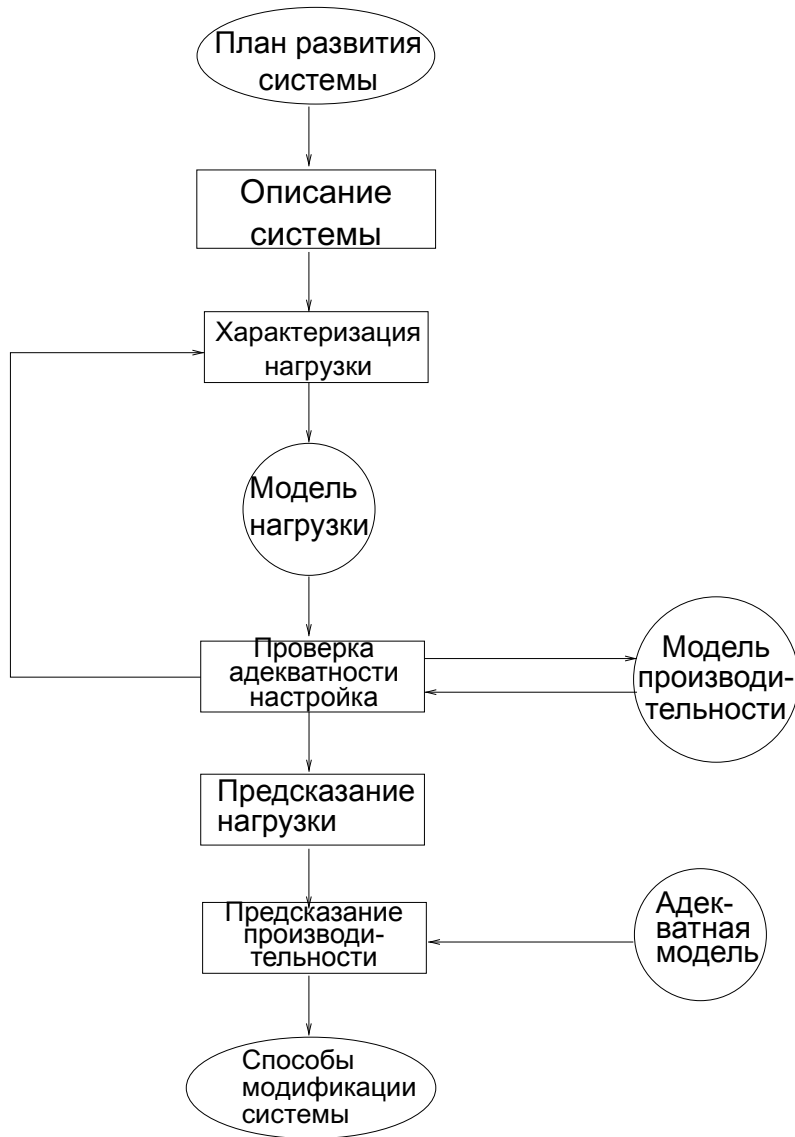 План развития
системы
Описание
системы
Характеризация
нагрузки
Модель
нагрузки
Проверка
адекватности
настройка
Модель
производи-
тельности
Предсказание
нагрузки
Предсказание
производи-
тельности
Адек-
ватная
модель
Способы
модификации
системы